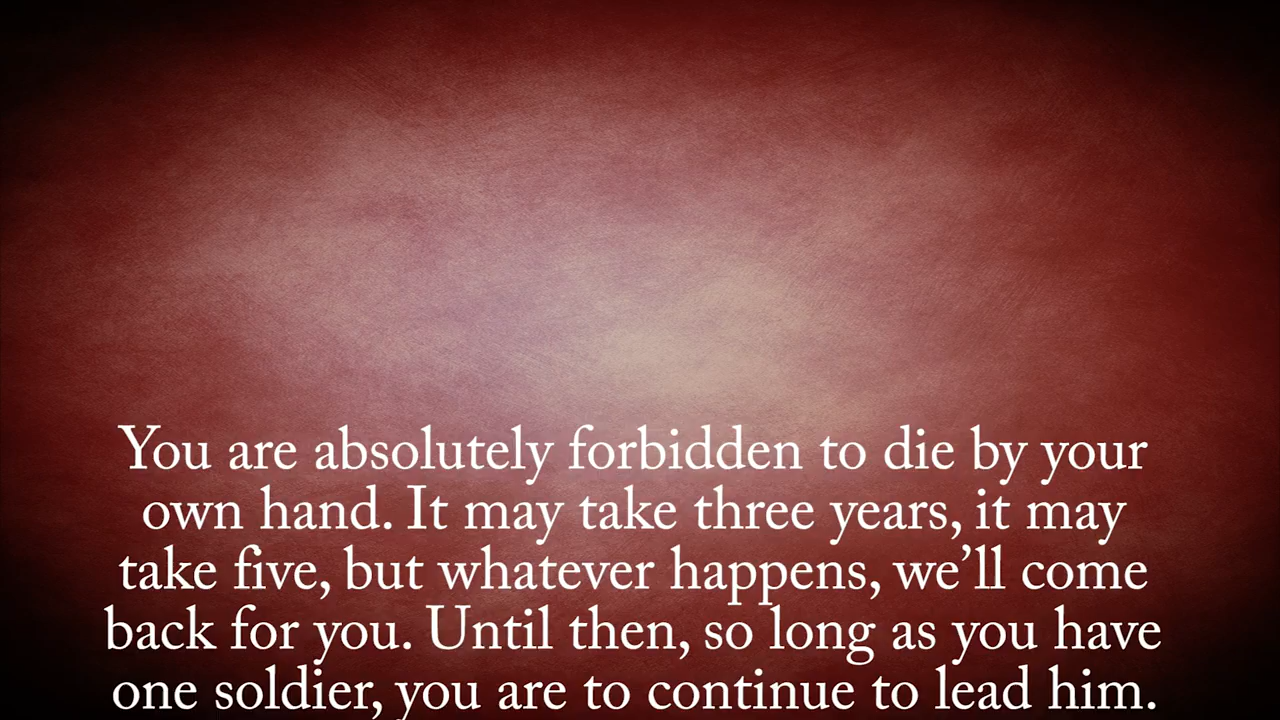 You are absolutely forbidden to die by your
own hand. It may take three years, it may
take five, but whatever happens, we’ll come
back for you. Until then, so long as you have
one soldier, you are to continue to lead him.